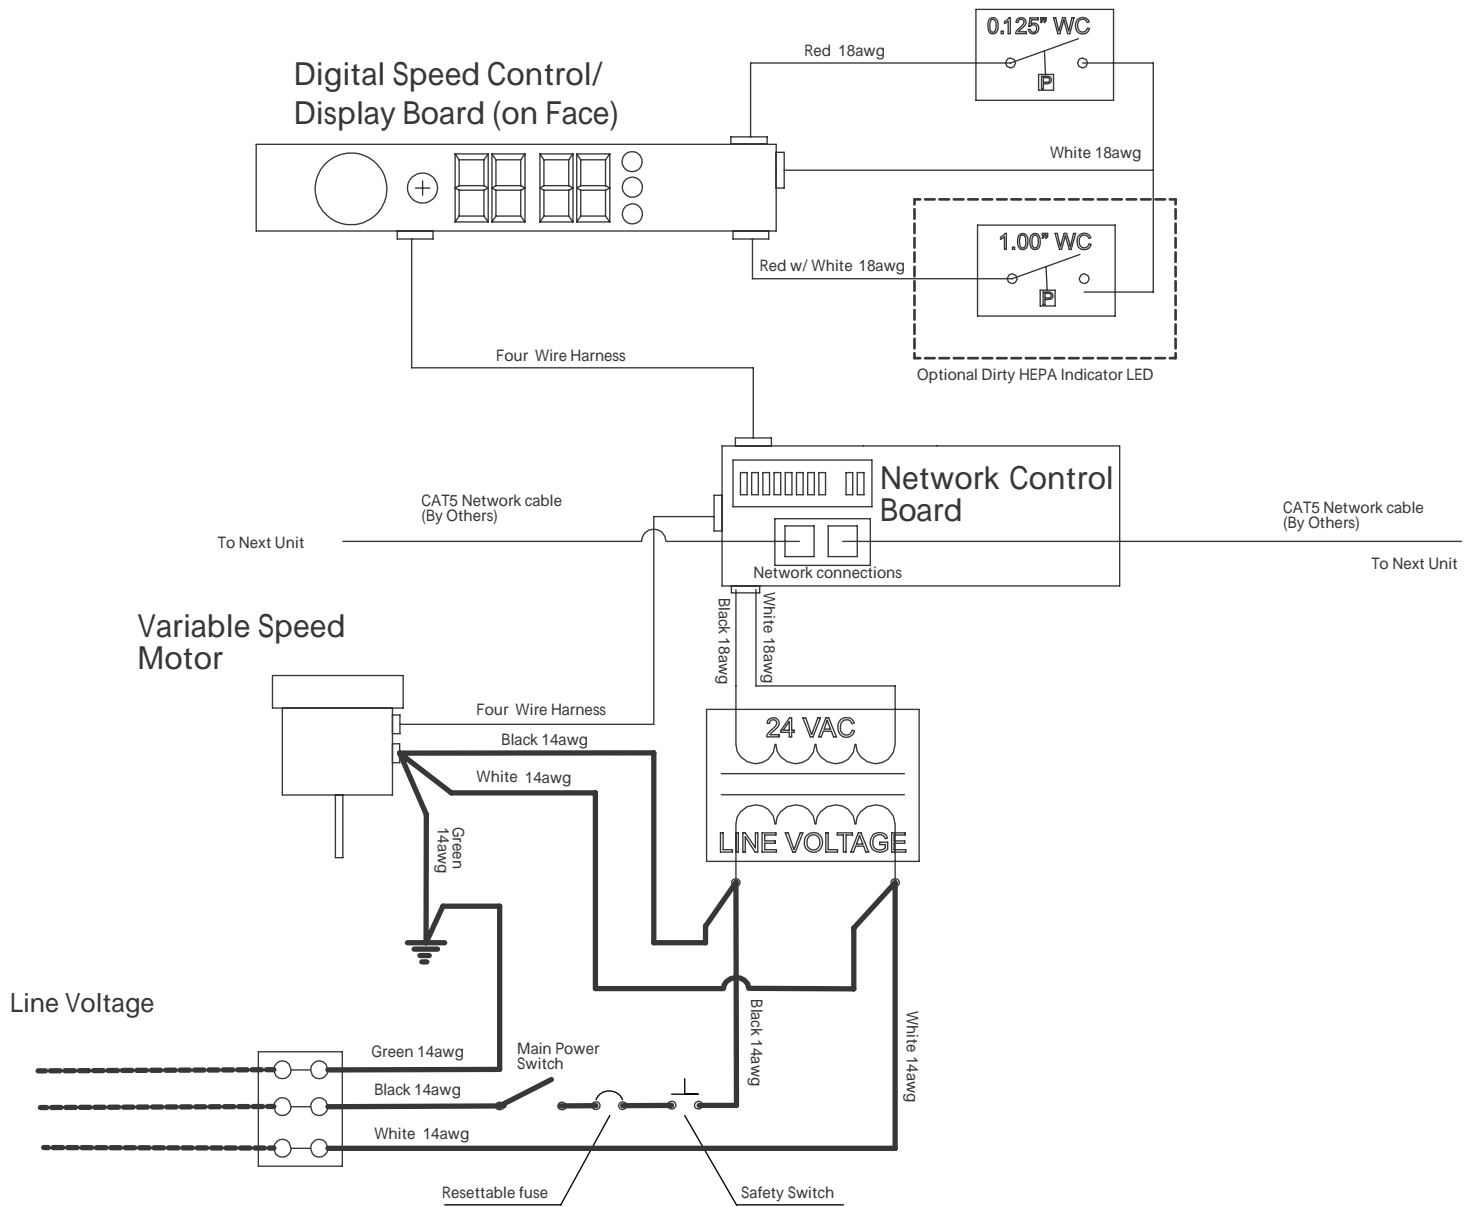 0.125" WC
Red 18awg
P
Digital Speed Control/
Display Board (on Face)
White 18awg
1.00" WC
Red w/ White 18awg
P
Four Wire Harness
Optional Dirty HEPA Indicator LED
Network Control
Board
CAT5 Network cable
(By Others)
CAT5 Network cable
(By Others)
To Next Unit
To Next Unit
Network connections
Black 18awg
White 18awg
Variable Speed
Motor
Four Wire Harness
24 VAC
Black 14awg
White 14awg
Green
14awg
LINE VOLTAGE
Line Voltage
Black 14awg
White 14awg
Green 14awg
Main Power
Switch
Black 14awg
White 14awg
Resettable fuse
Safety Switch